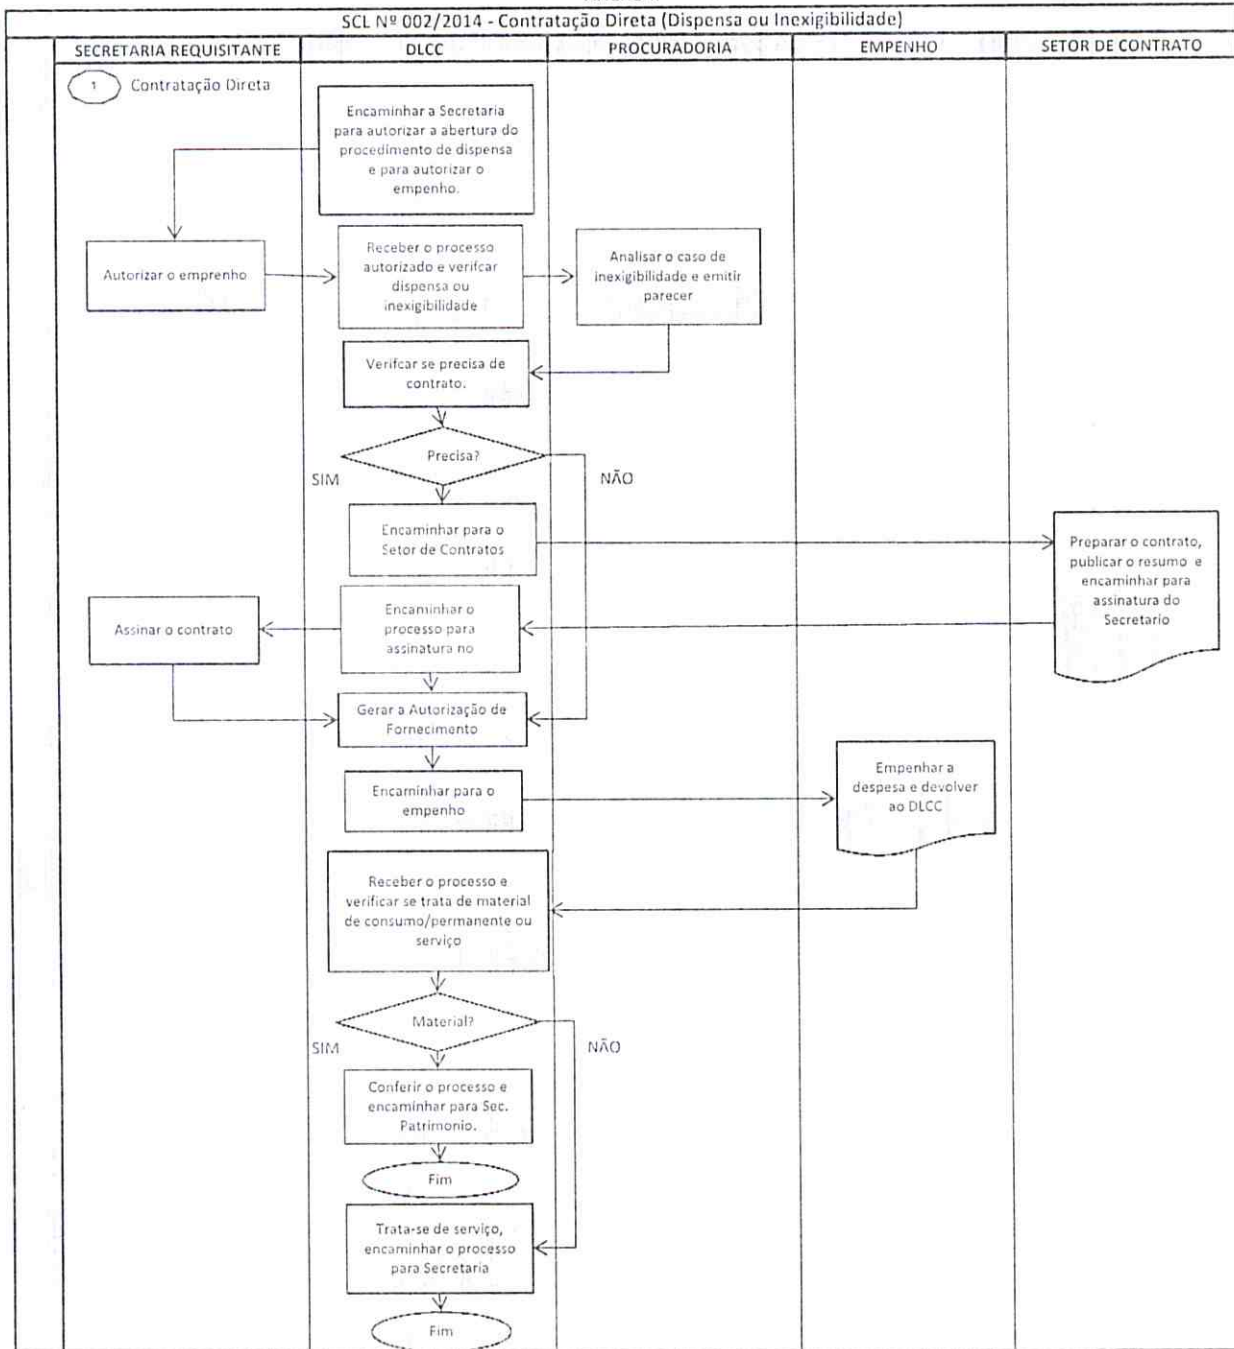 SCL Nº 002/2014 - Contratação Direta (Dispensa ou Inexigibilidade)
SECRETARIA REQUISITANTE
DLCC
PROCURADORIA
EMPENHO
SETOR DE CONTRATO
1
Contratação Direta
Encaminhar a Secretaria
para autorizar a abertura do
procedimento de dispensa
e para autorizar o
empenho.
Autorizar o emprenho
Receber o processo
autorizado e verifcar
dispensa ou
inexigibilidade
Analisar o caso de
inexigibilidade e emitir
parecer
Verifcar se precisa de
contrato.
Precisa?
SIM
NÃO
Encaminhar para o
Setor de Contratos
Preparar o contrato,
publicar o resumo e
encaminhar para
assinatura do
Secretario
Assinar o contrato
Encaminhar o
processo para
assinatura no
Gerar a Autorização de
Fornecimento
Encaminhar para o
empenho
Empenhar a
despesa e devolver
ao DLCC
Receber o processo e
verificar se trata de material
de consumo/permanente ou
serviço
Material?
SIM
NÃO
Conferir o processo e
encaminhar para Sec.
Patrimonio.
Fim
Trata-se de serviço,
encaminhar o processo
para Secretaria
Fim